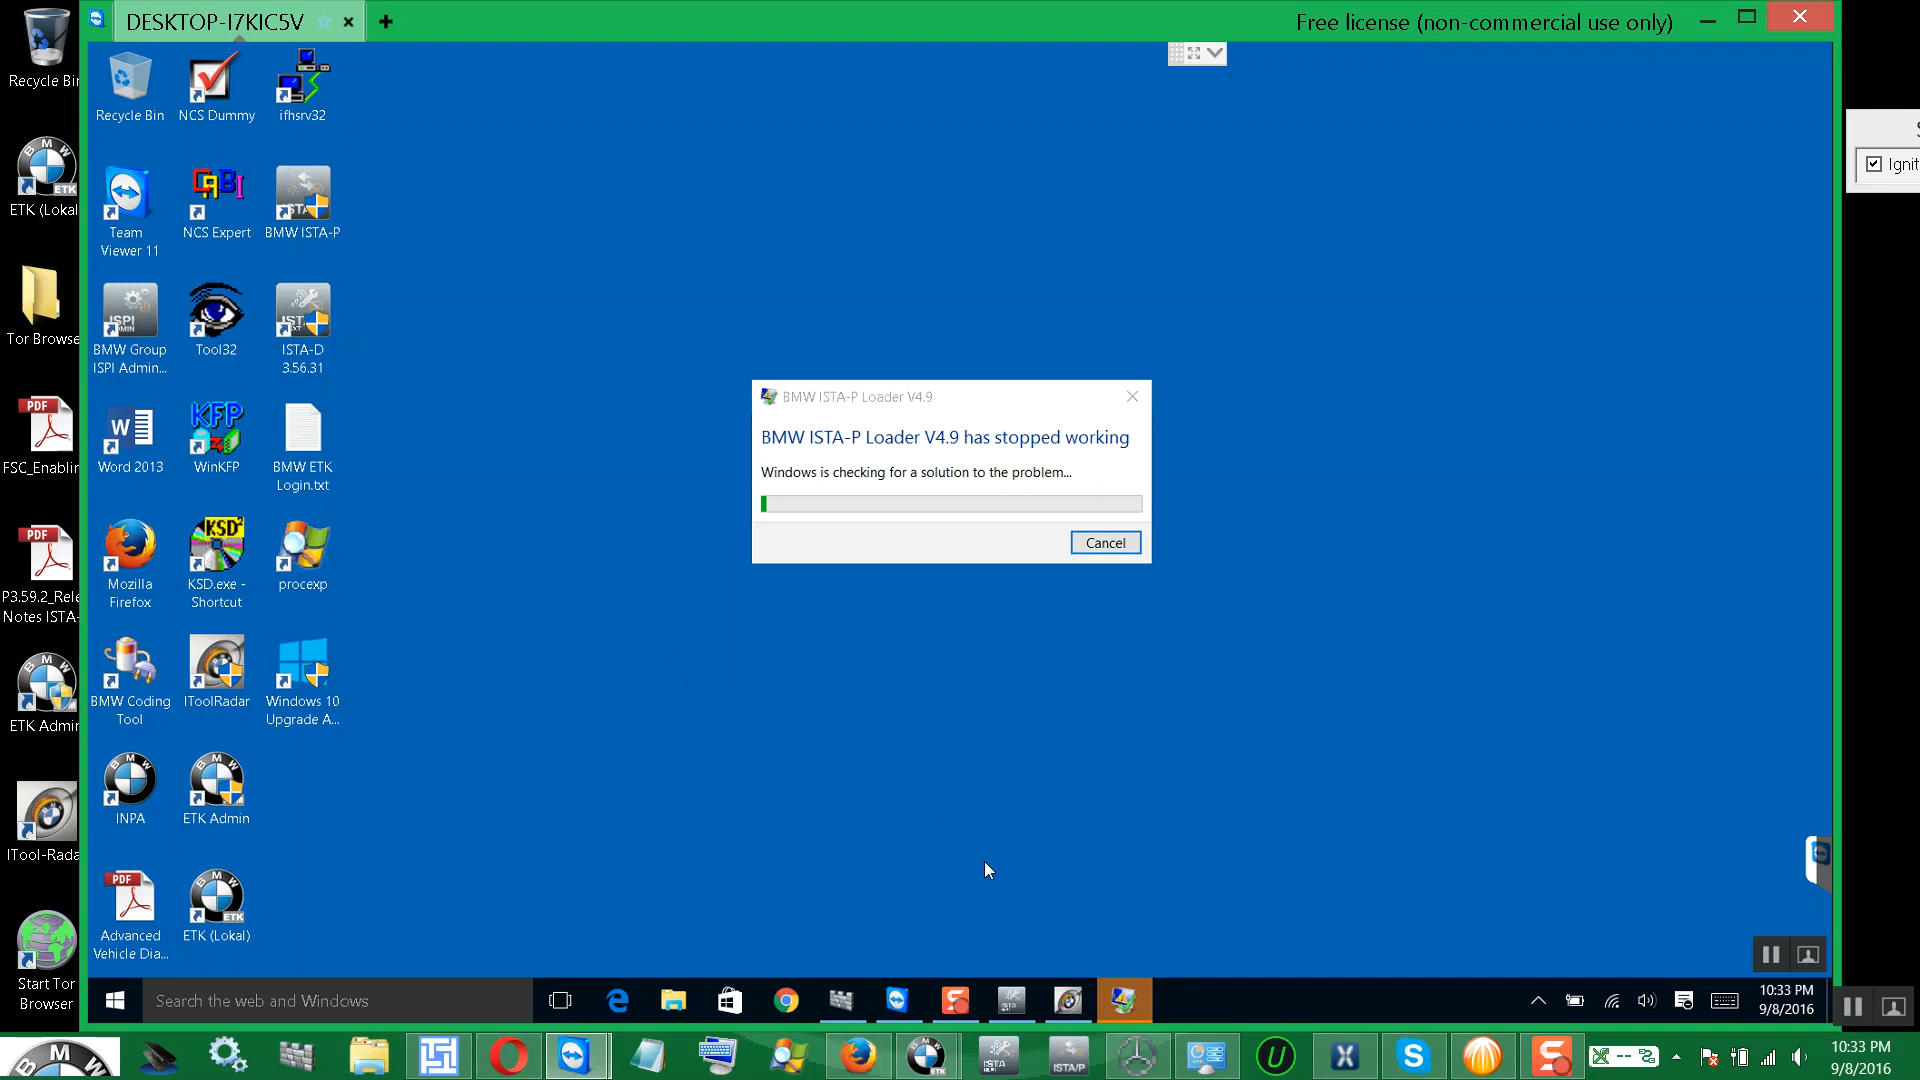 DESKTOP-I7KIC5V
Free license (non-commercial use only)
Recycle Bin
ETK (Lokal
Tor Browse
FSC_Enablin
P3.59.2_Rele
Notes ISTA-
ETK Admin
ITool-Rada
Start Tor
Browser
Recycle Bin
NCS Dummy
ifhsrv32
Team
Viewer 11
NCS Expert
BMW ISTA-P
BMW Group
ISPI Admin...
Tool32
ISTA-D
3.56.31
Word 2013
WinKFP
BMW ETK
Login.txt
Mozilla
Firefox
KSD.exe -
Shortcut
procexp
BMW Coding
Tool
IToolRadar
Windows 10
Upgrade A...
INPA
ETK Admin
Advanced
Vehicle Dia...
ETK (Lokal)
BMW ISTA-P Loader V4.9
BMW ISTA-P Loader V4.9 has stopped working
Windows is checking for a solution to the problem...
Cancel
Ignit
Search the web and Windows
10:33 PM
9/8/2016
10:33 PM
9/8/2016